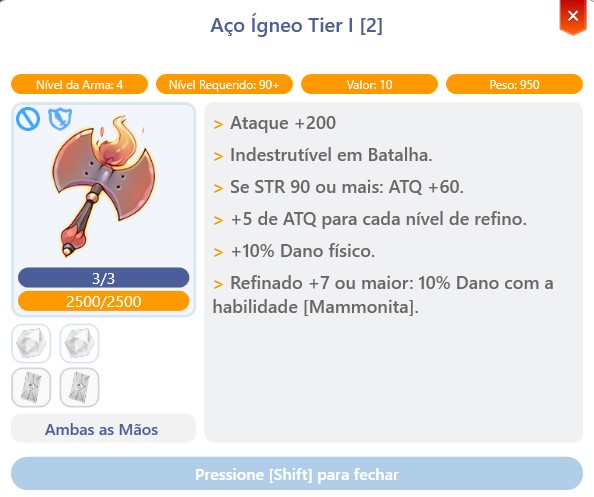 Aço Ígneo Tier I [2]
Nível da Arma: 4
Nível Requerido: 90+
Valor: 10
Peso: 950
> Ataque +200
> Indestrutível em Batalha.
> Se STR 90 ou mais: ATQ +60.
> +5 de ATQ para cada nível de refino.
> +10% Dano físico.
> Refinado +7 ou maior: 10% Dano com a
habilidade [Mammonita].
3/3
2500/2500
Ambas as Mãos
Pressione [Shift] para fechar